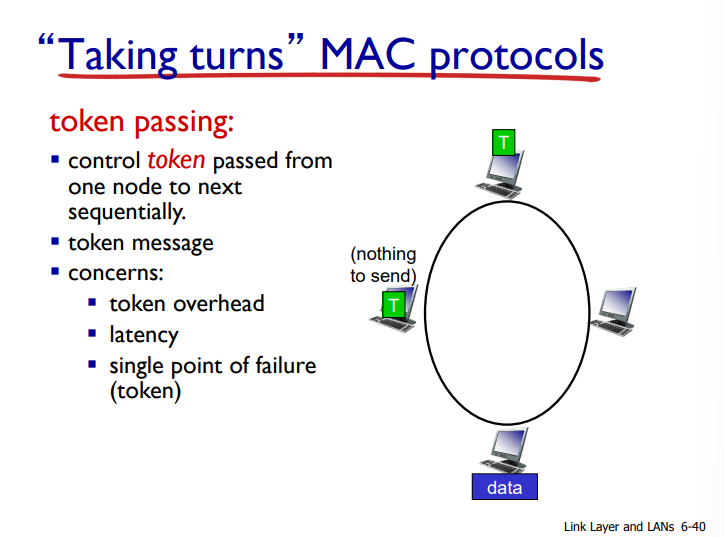 “Taking turns” MAC protocols
token passing:
▪ control token passed from
one node to next
sequentially.
▪ token message
▪ concerns:
▪ token overhead
▪ latency
▪ single point of failure
(token)
T
(nothing
to send)
T
data
Link Layer and LANs 6-40